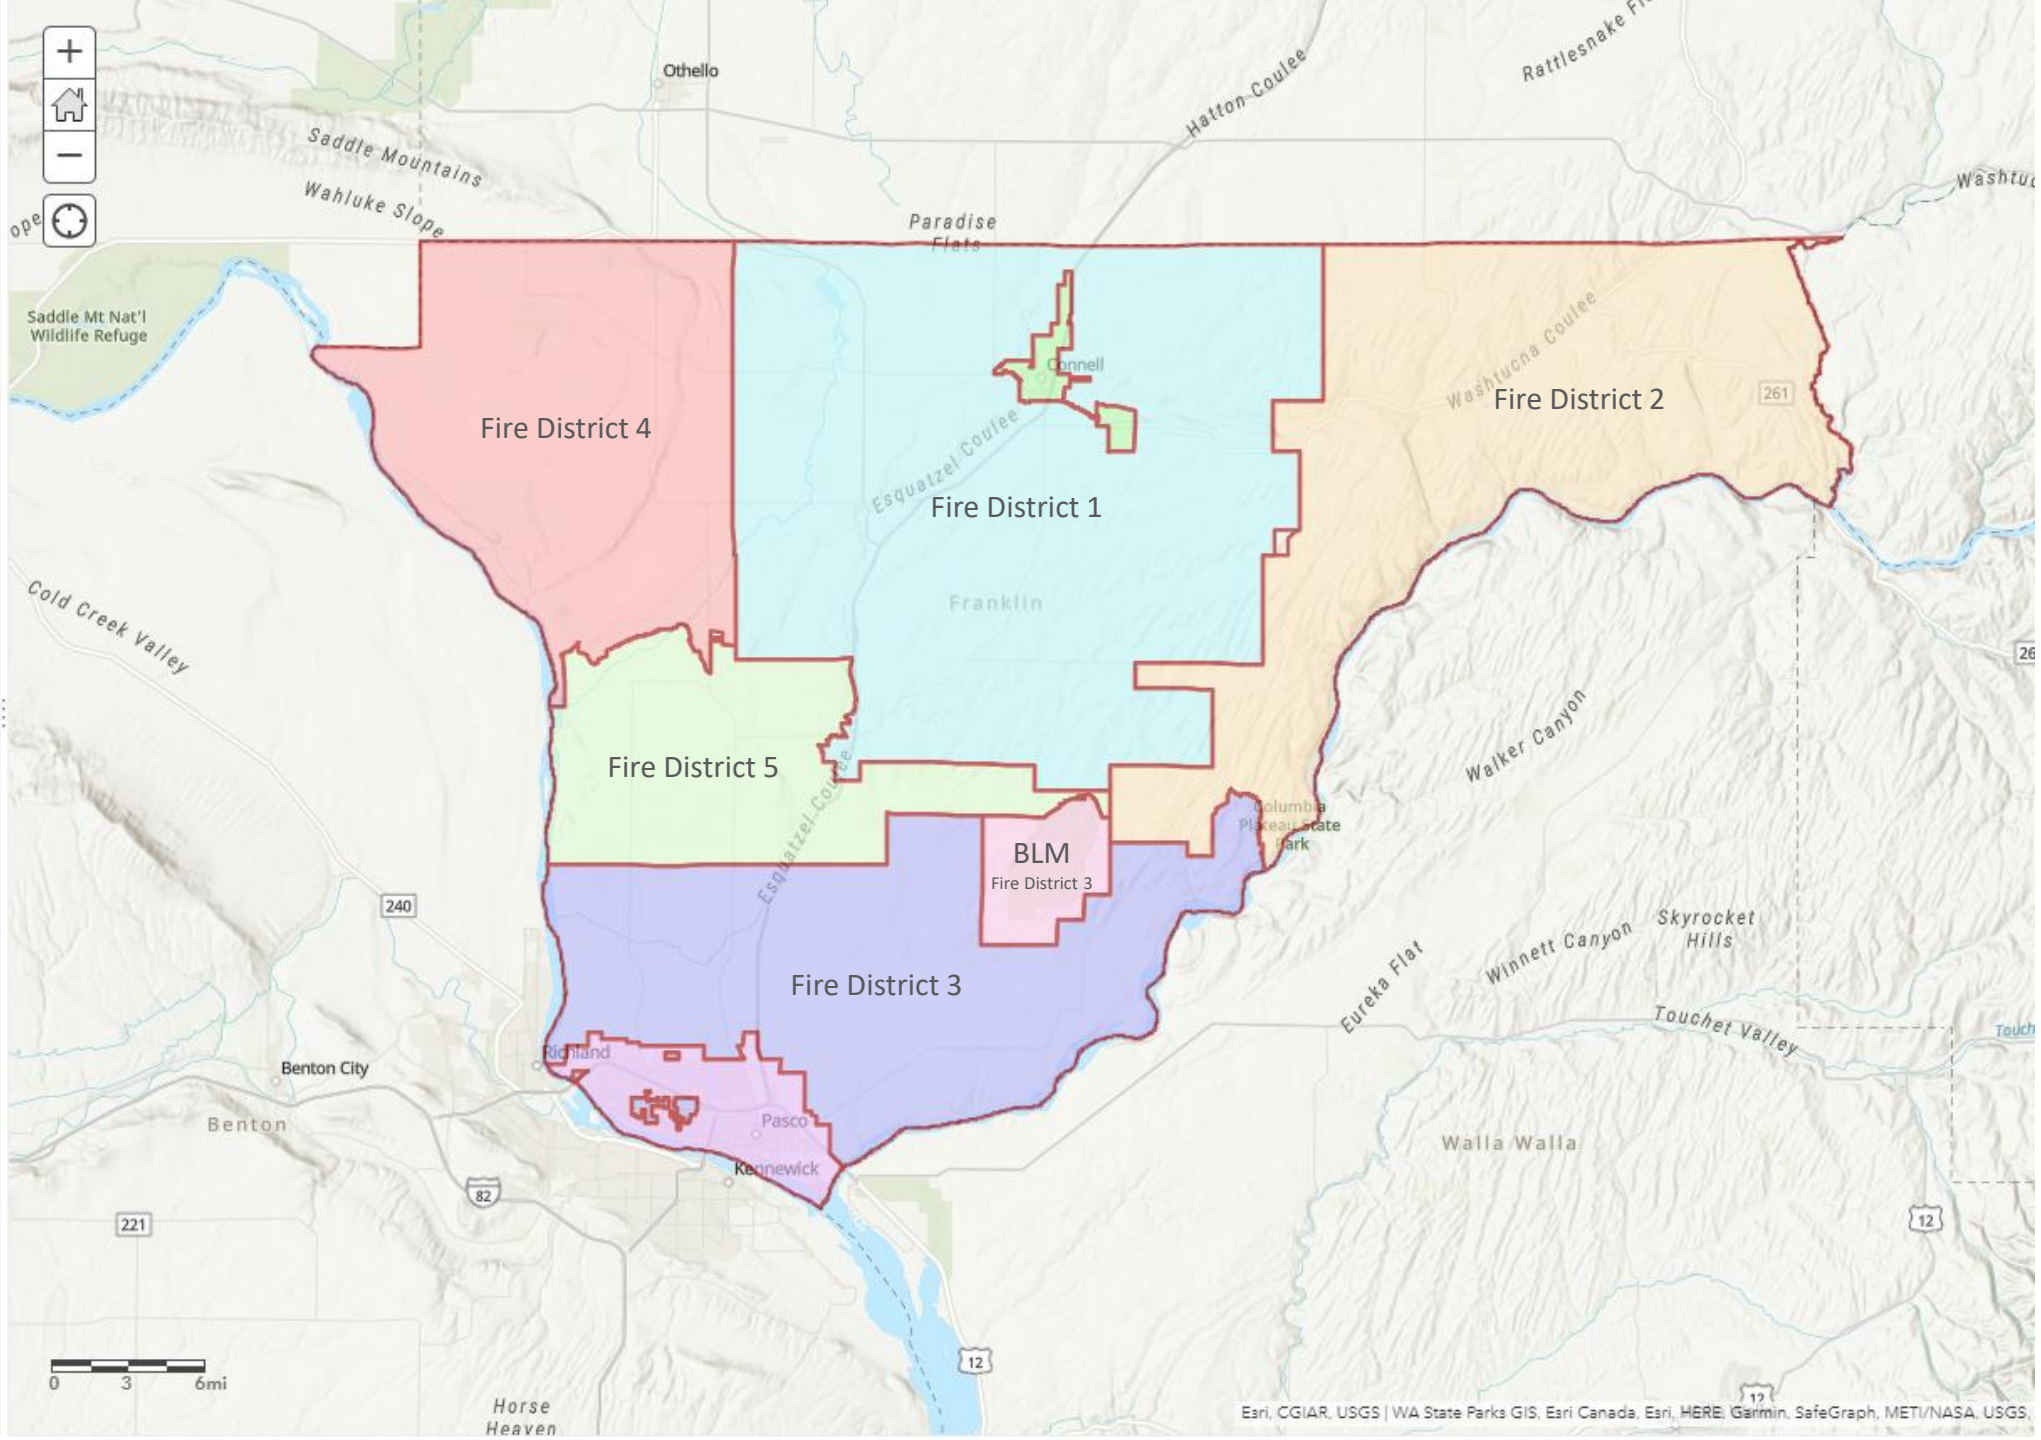 +
−
Othello
Hatton Coulee
Rattlesnake
Saddle Mountains
Wahluke Slope
ope
Paradise
Flats
Washtuc
Saddle Mt Nat'l
Wildlife Refuge
Connell
Washtucna Coulee
261
Fire District 4
Fire District 2
Esquatzel Coulee
Fire District 1
Franklin
Cold Creek Valley
26
Walker Canyon
Fire District 5
Esquatzel Coulee
Columbia
Plateau State
Park
BLM
Fire District 3
240
Skyrocket
Hills
Winnett Canyon
Eureka Flat
Fire District 3
Touchet Valley
Touch
Richland
Benton City
Benton
Pasco
Walla Walla
Kennewick
82
221
12
12
0 3 6mi
12
Horse
Heaven
Esri, CGIAR, USGS | WA State Parks GIS, Esri Canada, Esri, HERE, Garmin, SafeGraph, METI/NASA, USGS,